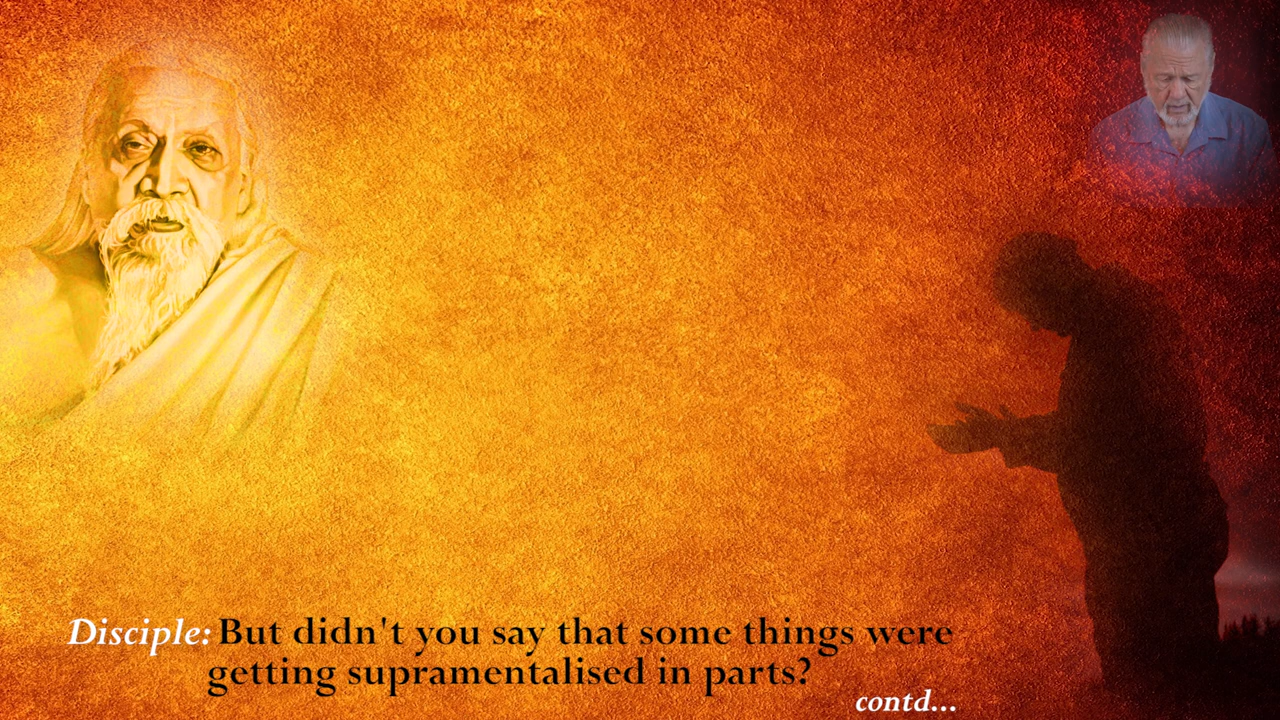 Disciple: But didn't you say that some things were
getting supramentalised in parts?
contd...